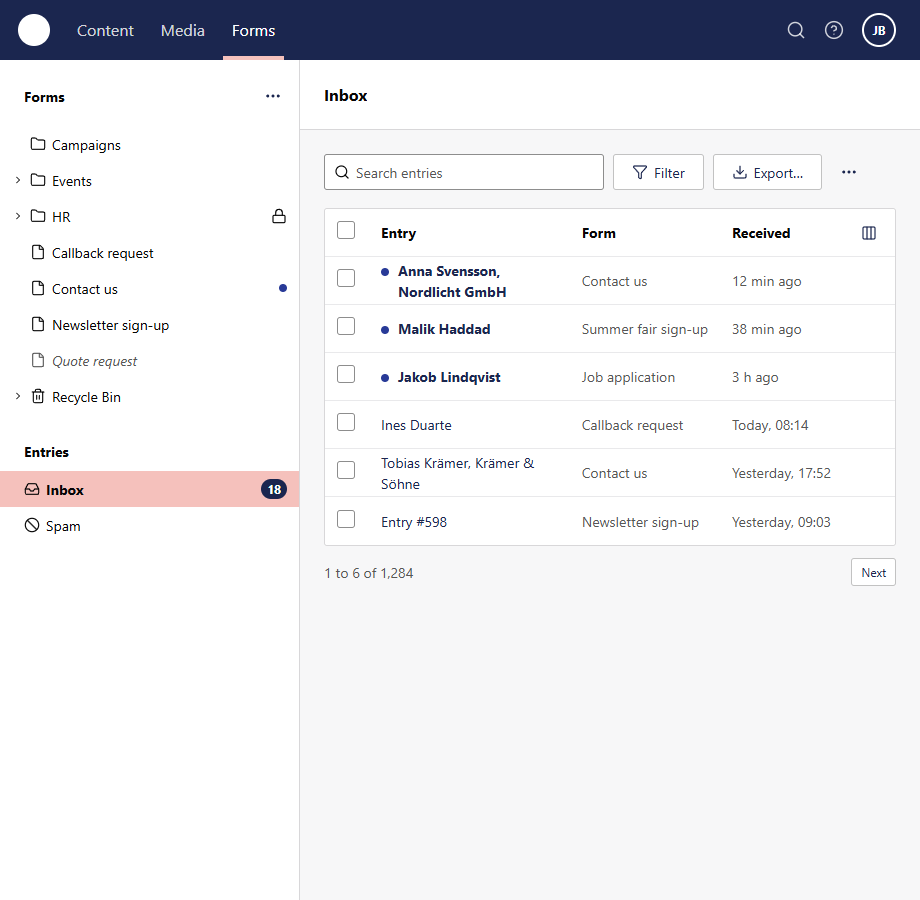 Content Media Forms JB
Forms
Campaigns
Events
HR
Callback request
Contact us
Newsletter sign-up
Quote request
Recycle Bin
Entries
Inbox 18
Spam
Inbox
Search entries Filter Export...
Entry Form Received
Anna Svensson,
Nordlicht GmbH Contact us 12 min ago
Malik Haddad Summer fair sign-up 38 min ago
Jakob Lindqvist Job application 3 h ago
Ines Duarte Callback request Today, 08:14
Tobias Krämer, Krämer &
Söhne Contact us Yesterday, 17:52
Entry #598 Newsletter sign-up Yesterday, 09:03
1 to 6 of 1,284 Next